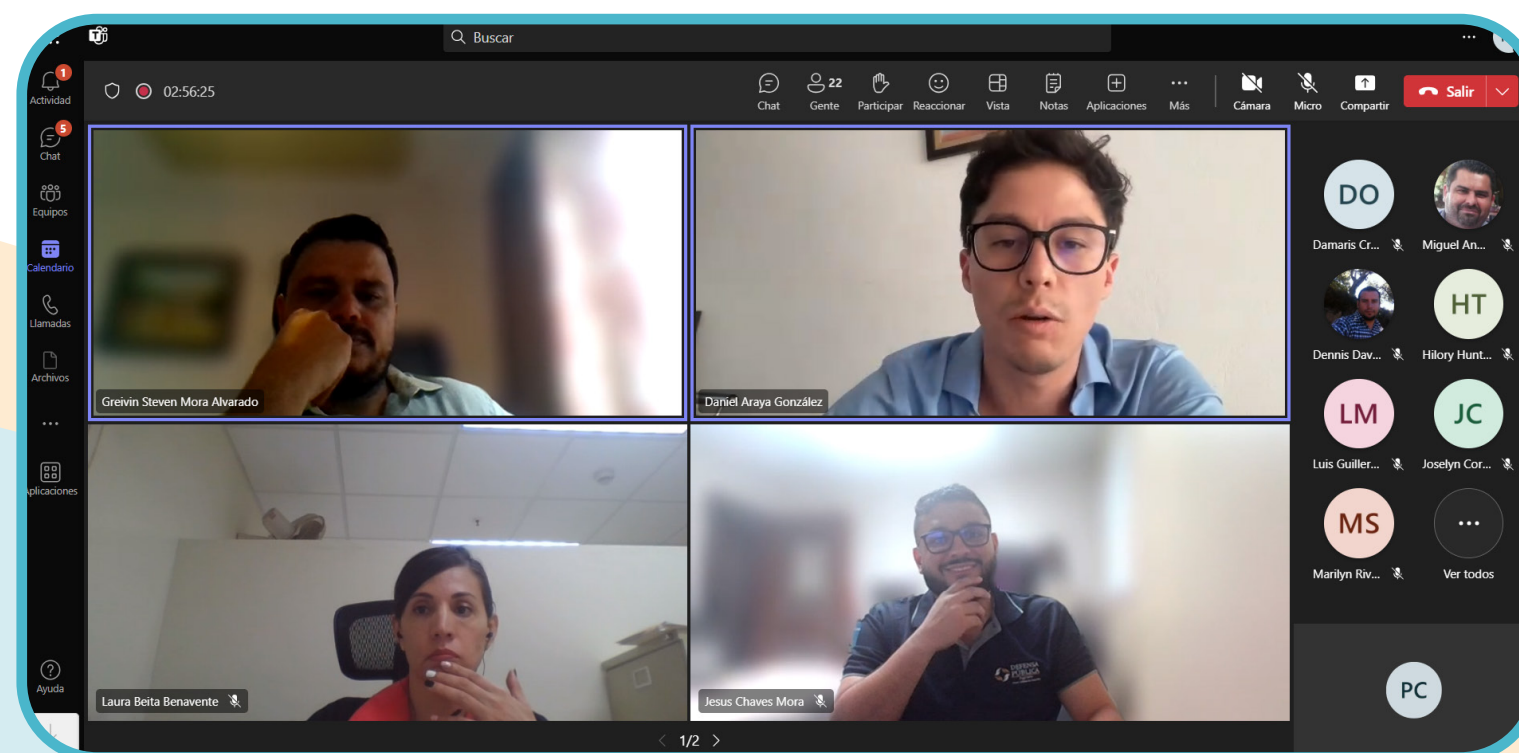 Buscar
1
Actividad
02:56:25
Chat
22
Gente
Participar
Reaccionar
Vista
Notas
Aplicaciones
Más
Cámara
Micro
Compartir
Salir
5
Chat
Equipos
Calendario
Llamadas
Archivos
Aplicaciones
Ayuda
Greivin Steven Mora Alvarado
Daniel Araya González
Laura Beita Benavente
Jesus Chaves Mora
DEFENSA
PÚBLICA
DO
Damaris Cr...
Miguel An...
Dennis Dav...
HT
Hilory Hunt...
LM
Luis Guiller...
JC
Joselyn Cor...
MS
Marilyn Riv...
Ver todos
PC
1/2